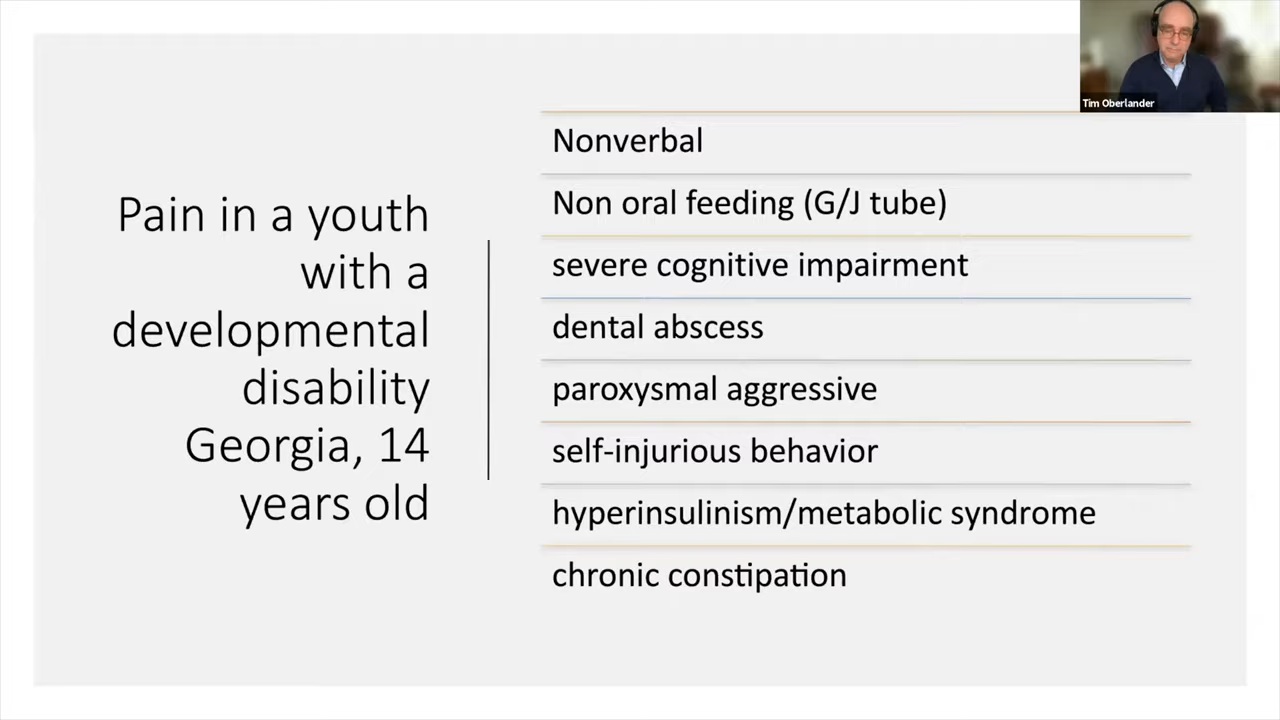 Tim Oberlander
Pain in a youth
with a
developmental
disability
Georgia, 14
years old
Nonverbal
Non oral feeding (G/J tube)
severe cognitive impairment
dental abscess
paroxysmal aggressive
self-injurious behavior
hyperinsulinism/metabolic syndrome
chronic constipation